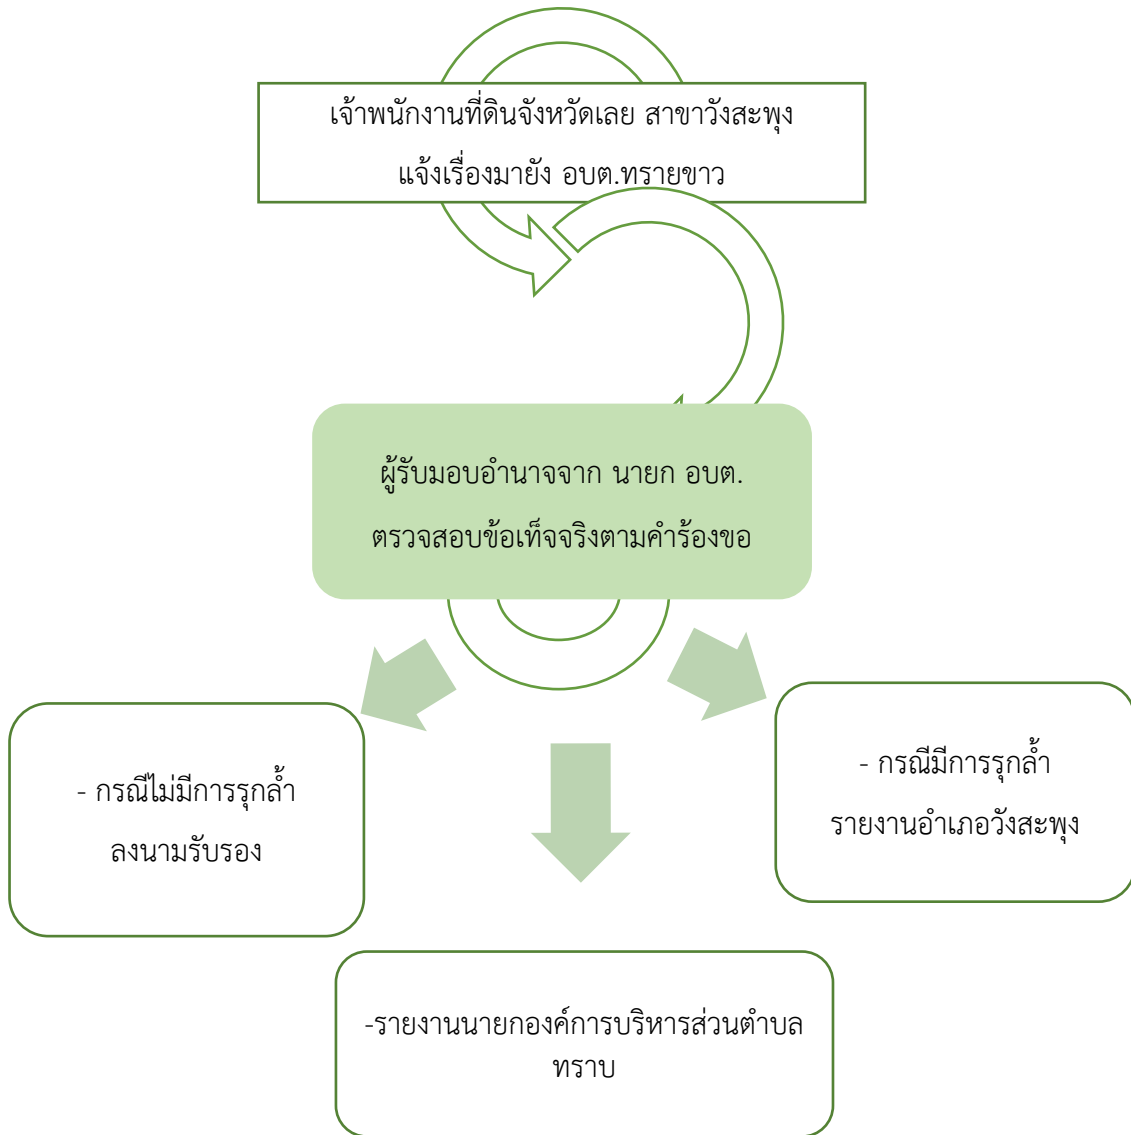 เจ้าพนักงานที่ดินจังหวัดเลย สาขาวังสะพุง
แจ้งเรื่องมายัง อบต.ทรายขาว
ผู้รับมอบอำนาจจาก นายก อบต.
ตรวจสอบข้อเท็จจริงตามคำร้องขอ
- กรณีไม่มีการรุกล้ำ
ลงนามรับรอง
- กรณีมีการรุกล้ำ
รายงานอำเภอวังสะพุง
-รายงานนายกองค์การบริหารส่วนตำบล
ทราบ